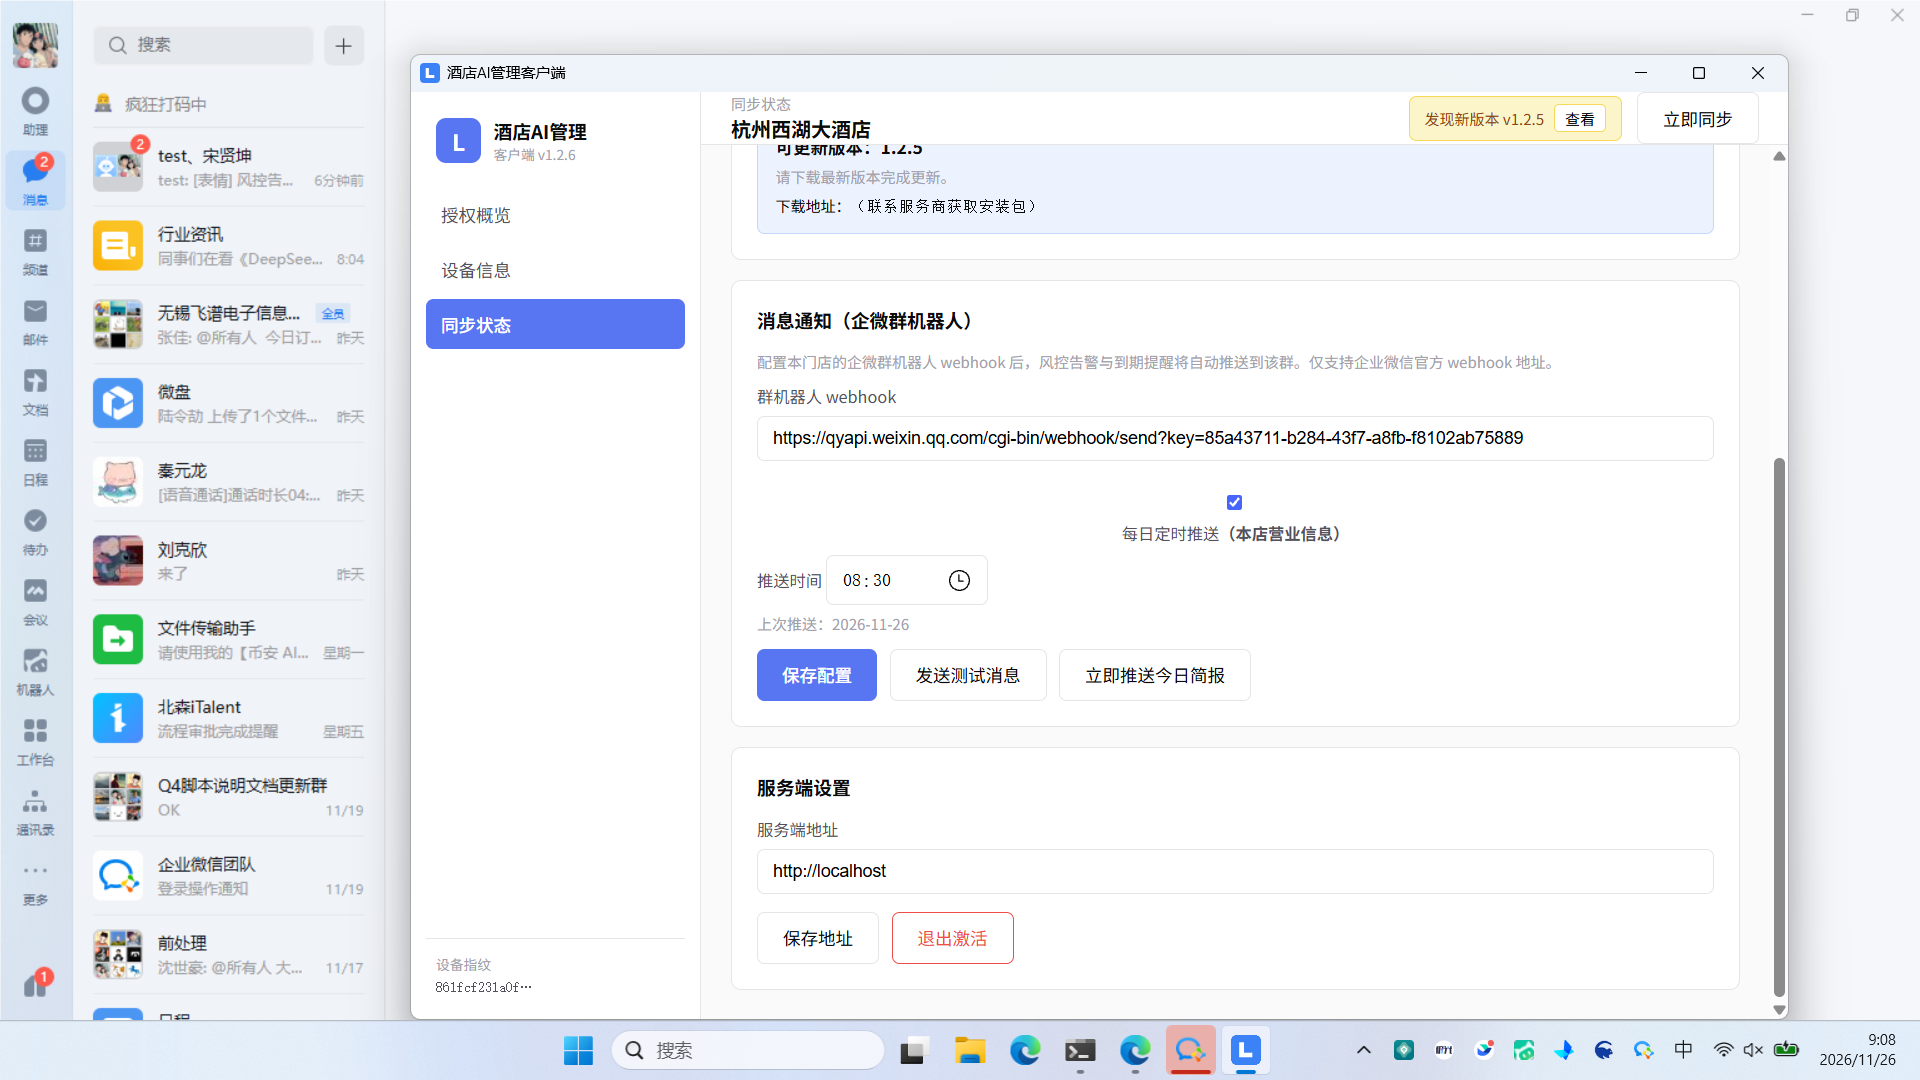 搜索
疯狂打码中
助理
2
消息
频道
邮件
文档
日程
待办
会议
机器人
工作台
通讯录
更多
1
2
test、宋贤坤
test: [表情] 风控告... 6分钟前
行业资讯
同事们在看《DeepSee... 8:04
无锡飞谱电子信息... 全员
张佳: @所有人 今日订... 昨天
微盘
陆令劼 上传了1个文件... 昨天
秦元龙
[语音通话]通话时长04:... 昨天
刘克欣
来了 昨天
文件传输助手
请使用我的【币安 AI... 星期一
北森iTalent
流程审批完成提醒 星期五
Q4脚本说明文档更新群
OK 11/19
企业微信团队
登录操作通知 11/19
前处理
沈世豪: @所有人 大... 11/17
日程
L 酒店AI管理客户端
L
酒店AI管理
客户端 v1.2.6
授权概览
设备信息
同步状态
设备指纹
861fcf231a0f…
同步状态
杭州西湖大酒店
发现新版本 v1.2.5 查看
立即同步
可更新版本：1.2.5
请下载最新版本完成更新。
下载地址：（联系服务商获取安装包）
消息通知（企微群机器人）
配置本门店的企微群机器人 webhook 后，风控告警与到期提醒将自动推送到该群。仅支持企业微信官方 webhook 地址。
群机器人 webhook
https://qyapi.weixin.qq.com/cgi-bin/webhook/send?key=85a43711-b284-43f7-a8fb-f8102ab75889
每日定时推送（本店营业信息）
推送时间 08:30
上次推送：2026-11-26
保存配置 发送测试消息 立即推送今日简报
服务端设置
服务端地址
http://localhost
保存地址 退出激活
搜索
L
中
9:08
2026/11/26